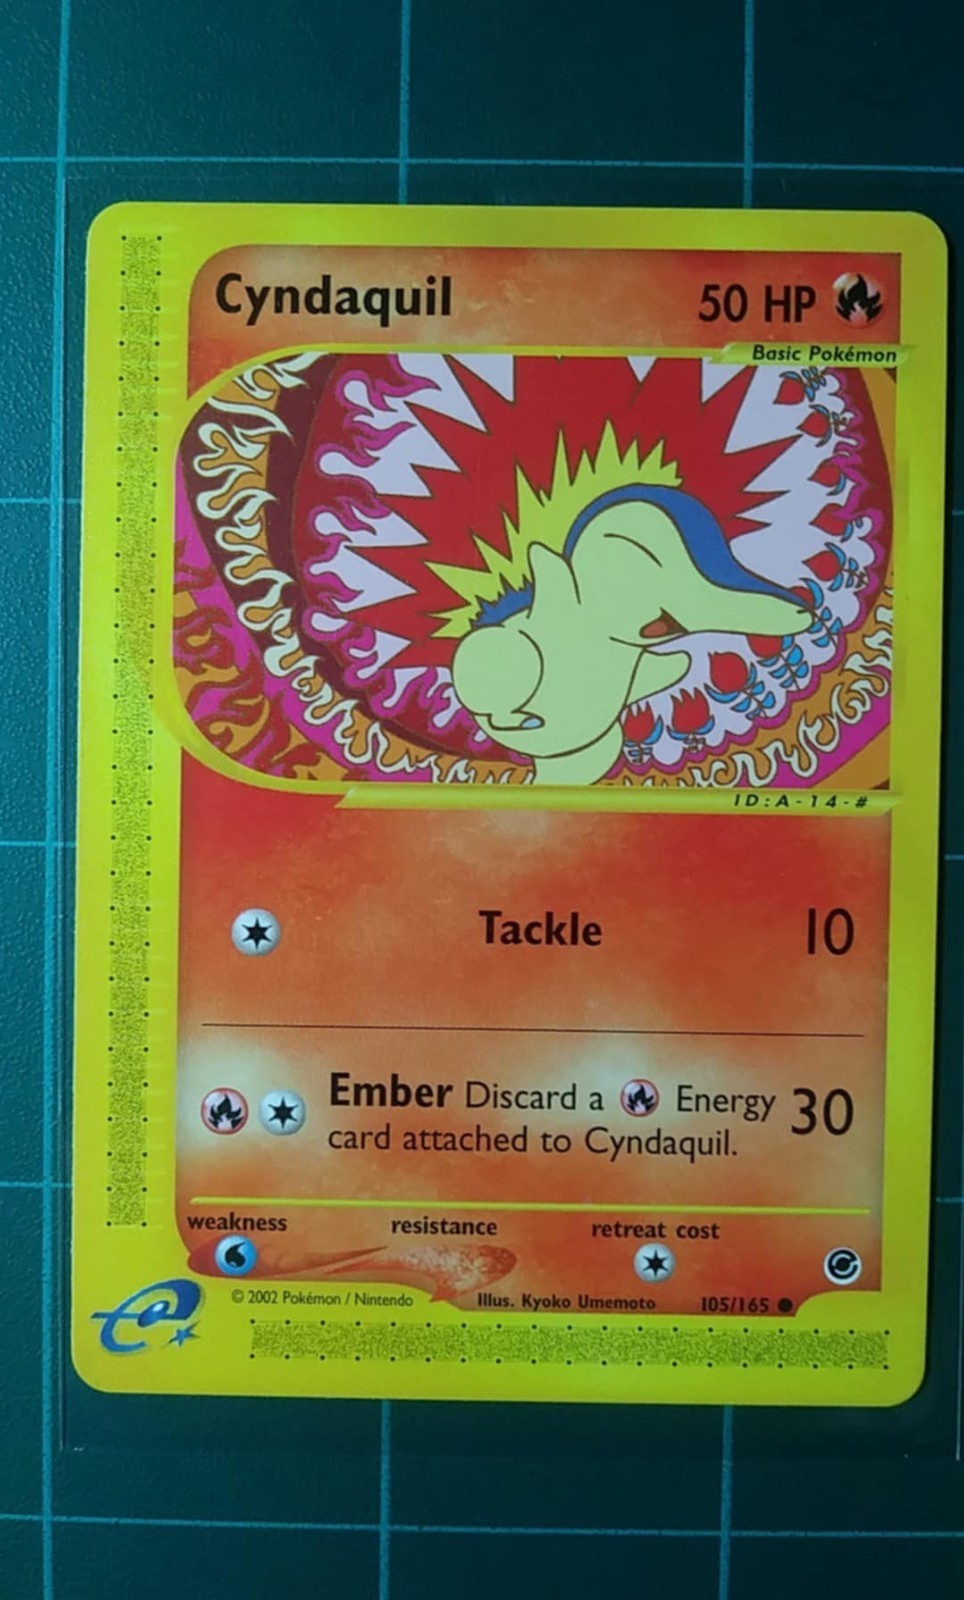 Cyndaquil 50 HP
Basic Pokémon
ID:A-14-#
Tackle 10
Ember Discard a Energy 30
card attached to Cyndaquil.
weakness resistance retreat cost
© 2002 Pokémon / Nintendo Illus. Kyoko Umemoto 105/165 ●
e